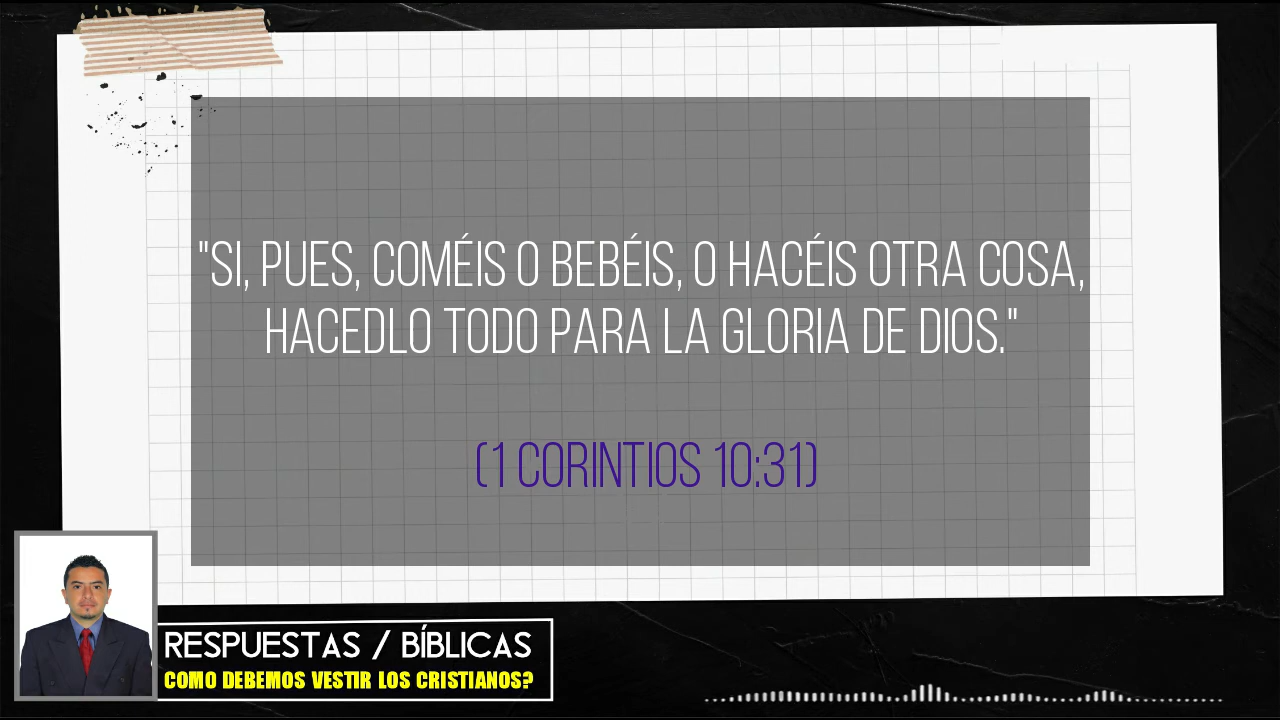 "SI, PUES, COMÉIS O BEBÉIS, O HACÉIS OTRA COSA,
HACEDLO TODO PARA LA GLORIA DE DIOS."
(1 CORINTIOS 10:31)
RESPUESTAS / BÍBLICAS
COMO DEBEMOS VESTIR LOS CRISTIANOS?